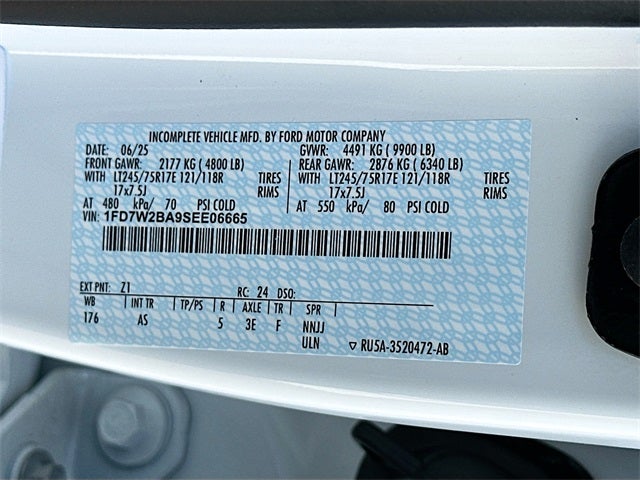 INCOMPLETE VEHICLE MFD. BY FORD MOTOR COMPANY
DATE: 06/25 GVWR: 4491 KG ( 9900 LB)
FRONT GAWR: 2177 KG ( 4800 LB) REAR GAWR: 2876 KG ( 6340 LB)
WITH LT245/75R17E 121/118R TIRES WITH LT245/75R17E 121/118R TIRES
17x7.5J RIMS 17x7.5J RIMS
AT 480 kPa/ 70 PSI COLD AT 550 kPa/ 80 PSI COLD
VIN: 1FD7W2BA9SEE06665
EXT PNT: Z1 RC: 24 DSO:
WB INT TR TP/PS R AXLE TR SPR
176 AS 5 3E F NNJJ
ULN ▽ RU5A-3520472-AB